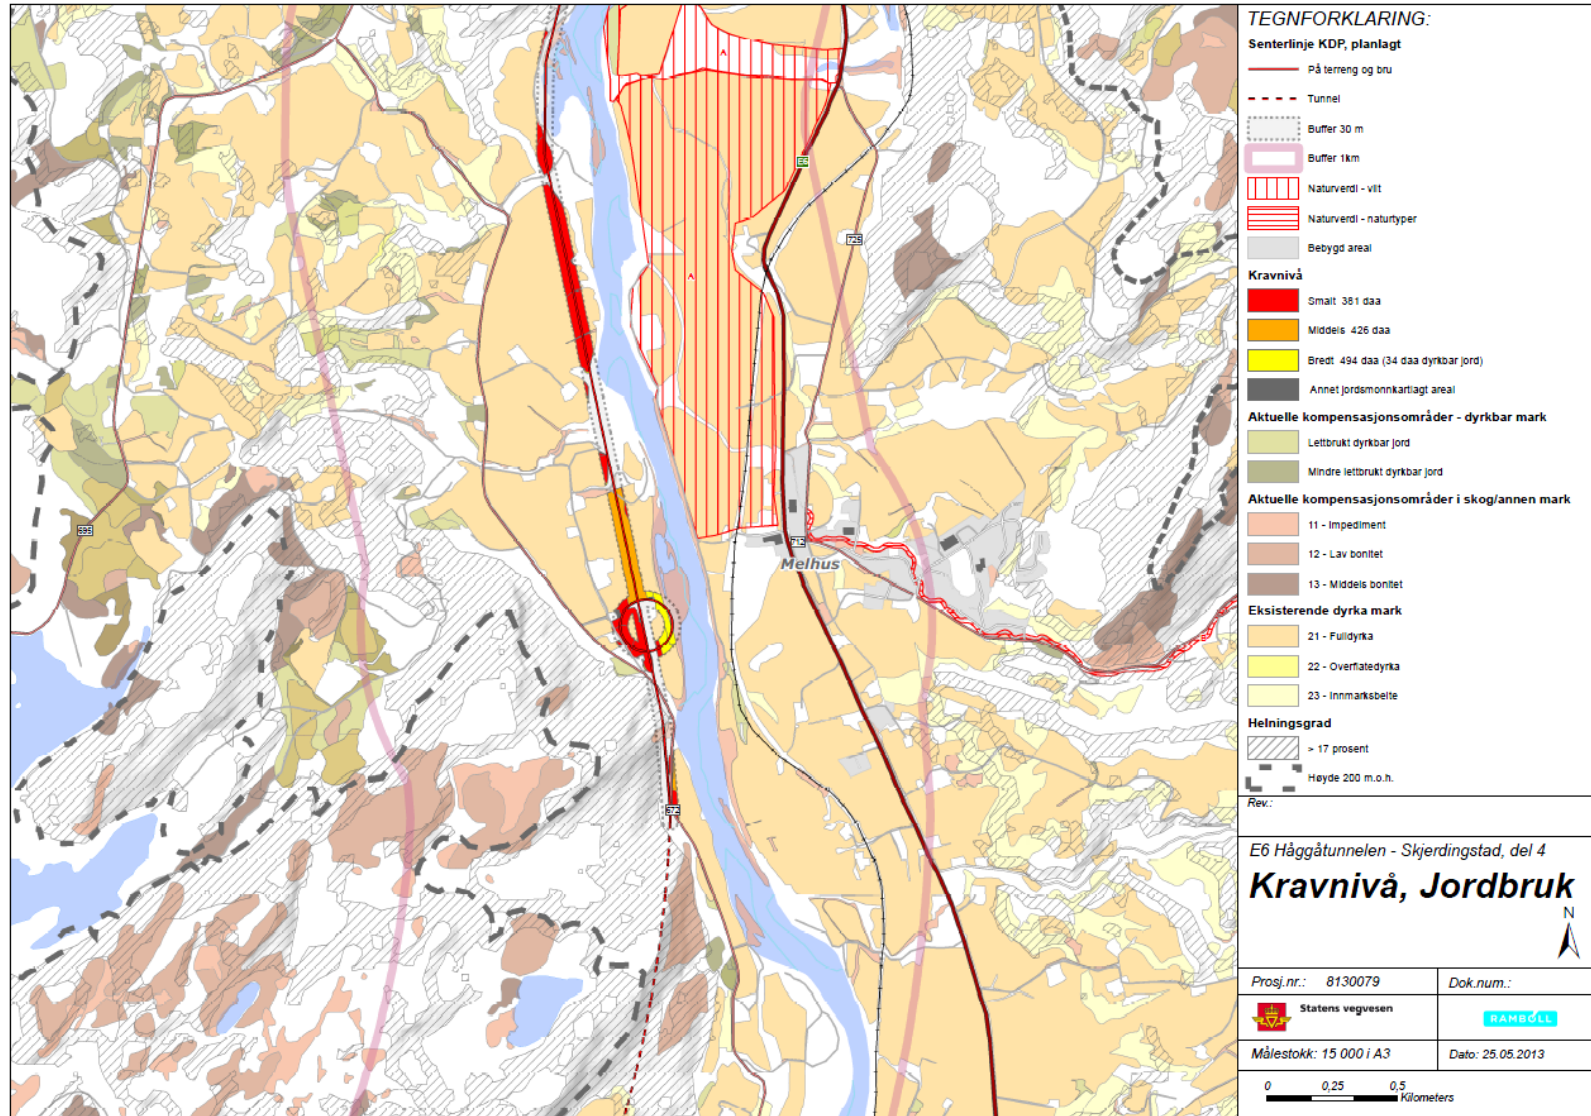 A
E6
725
A
695
712
Melhus
672
TEGNFORKLARING:
Senterlinje KDP, planlagt
På terreng og bru
Tunnel
Buffer 30 m
Buffer 1km
Naturverdi - vilt
Naturverdi - naturtyper
Bebygd areal
Kravnivå
Smalt 381 daa
Middels 426 daa
Bredt 494 daa (34 daa dyrkbar jord)
Annet jordsmonnkartlagt areal
Aktuelle kompensasjonsområder - dyrkbar mark
Lettbrukt dyrkbar jord
Mindre lettbrukt dyrkbar jord
Aktuelle kompensasjonsområder i skog/annen mark
11 - Impediment
12 - Lav bonitet
13 - Middels bonitet
Eksisterende dyrka mark
21 - Fulldyrka
22 - Overflatedyrka
23 - Innmarksbeite
Helningsgrad
> 17 prosent
Høyde 200 m.o.h.
Rev.:
E6 Håggåtunnelen - Skjerdingstad, del 4
Kravnivå, Jordbruk
N
Prosj.nr.: 8130079
Dok.num.:
Statens vegvesen
RAMBØLL
Målestokk: 15 000 i A3
Dato: 25.05.2013
0 0,25 0,5
Kilometers